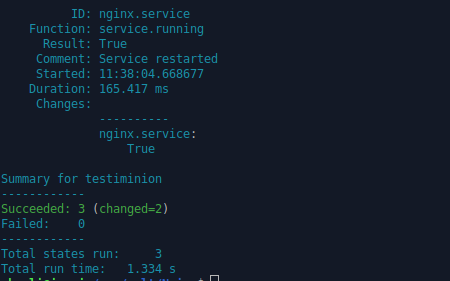 ID: nginx.service
Function: service.running
Result: True
Comment: Service restarted
Started: 11:38:04.668677
Duration: 165.417 ms
Changes:
----------
nginx.service:
True
Summary for testiminion
------------
Succeeded: 3 (changed=2)
Failed: 0
------------
Total states run: 3
Total run time: 1.334 s